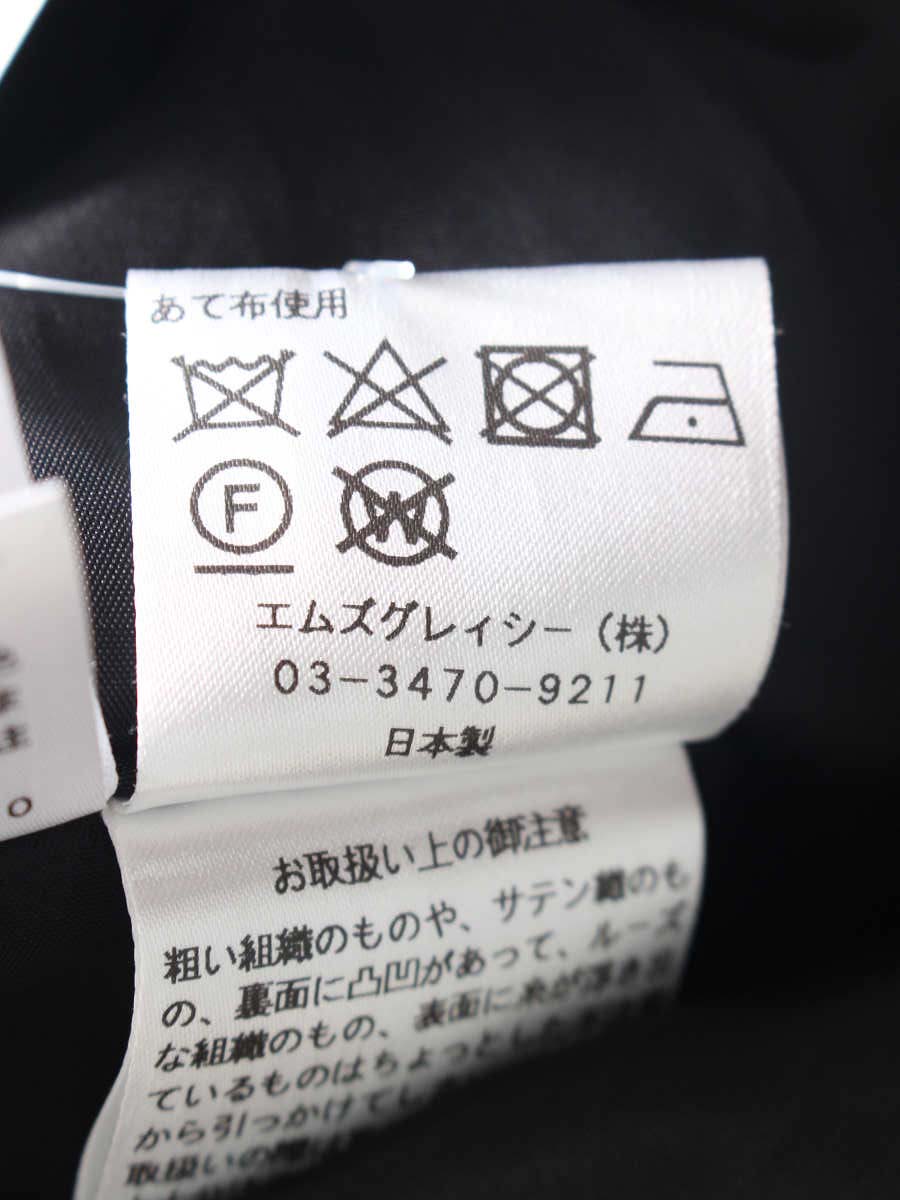 あて布使用
F
W
エムズグレイシー(株)
03-3470-9211
日本製
お取扱い上の御注意
粗い組織のものや、サテン織のも
の、裏面に凸凹があって、ルーズ
な組織のもの、表面に糸が浮き出
ているものはちょっとした
から引っかけてし
取扱いの際